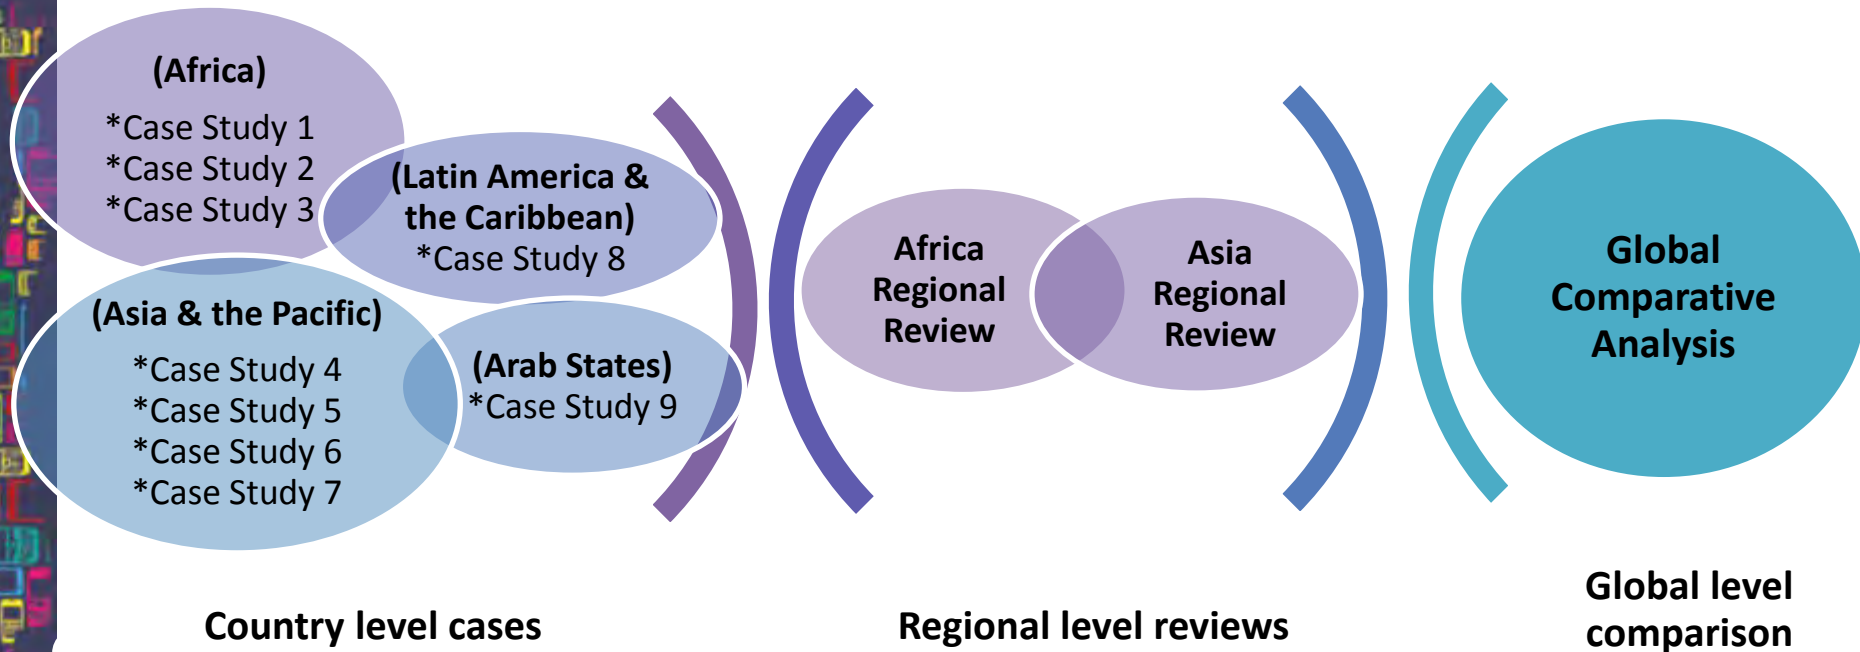 (Africa)
*Case Study 1
*Case Study 2
*Case Study 3
(Latin America &
the Caribbean)
*Case Study 8
(Asia & the Pacific)
*Case Study 4
*Case Study 5
*Case Study 6
*Case Study 7
(Arab States)
*Case Study 9
Country level cases
Africa
Regional
Review
Asia
Regional
Review
Regional level reviews
Global
Comparative
Analysis
Global level
comparison